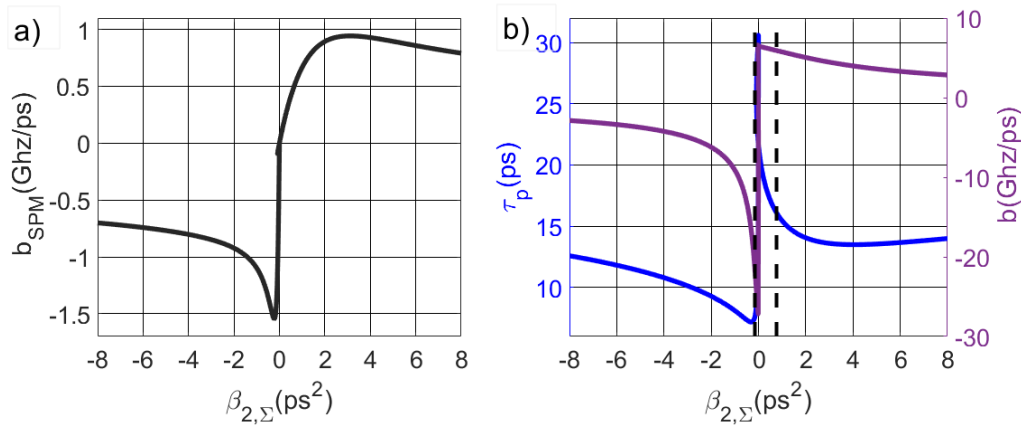 a)
1
0.5
0
-0.5
-1
-1.5
b_SPM(Ghz/ps)
-8 -6 -4 -2 0 2 4 6 8
β_2,Σ(ps^2)
b)
30
25
20
15
10
τ_p(ps)
10
0
-10
-20
-30
b(Ghz/ps)
-8 -6 -4 -2 0 2 4 6 8
β_2,Σ(ps^2)